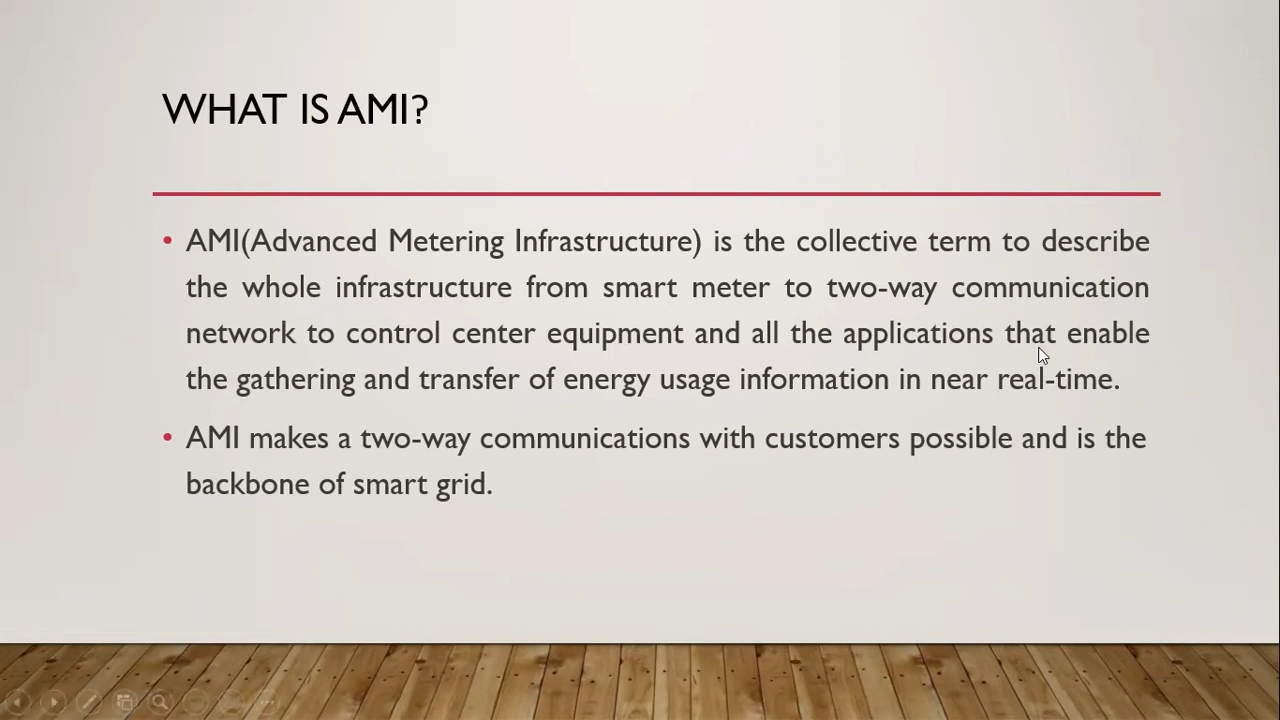 WHAT IS AMI?
• AMI(Advanced Metering Infrastructure) is the collective term to describe
the whole infrastructure from smart meter to two-way communication
network to control center equipment and all the applications that enable
the gathering and transfer of energy usage information in near real-time.
• AMI makes a two-way communications with customers possible and is the
backbone of smart grid.